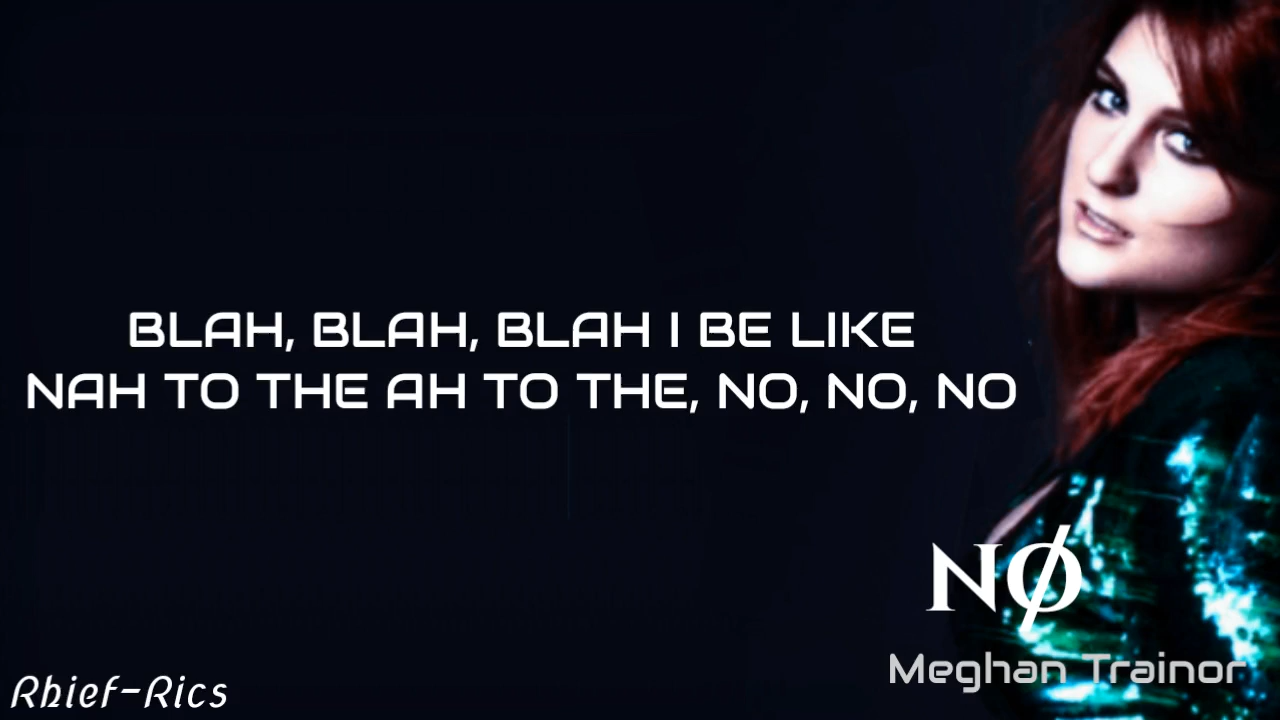 BLAH, BLAH, BLAH I BE LIKE
NAH TO THE AH TO THE, NO, NO, NO
NØ
Meghan Trainor
Rhief-Rics